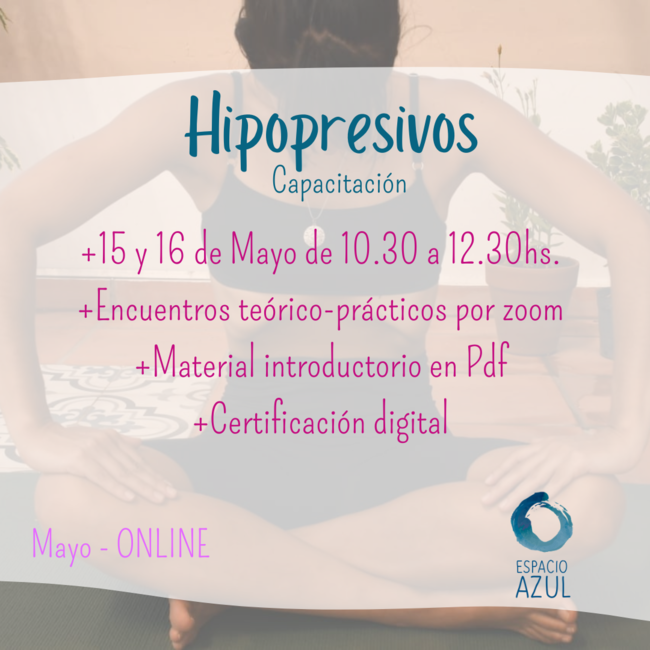 Hipopresivos
Capacitación
+15 y 16 de Mayo de 10.30 a 12.30hs.
+Encuentros teórico-prácticos por zoom
+Material introductorio en Pdf
+Certificación digital
Mayo - ONLINE
ESPACIO
AZUL